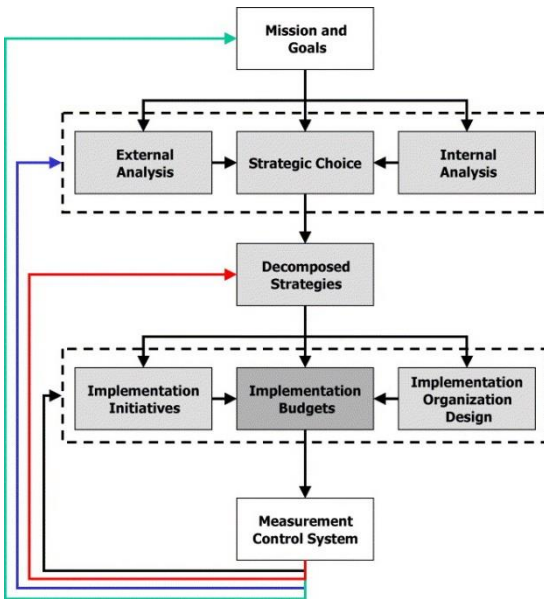 Mission and
Goals
External
Analysis
Strategic Choice
Internal
Analysis
Decomposed
Strategies
Implementation
Initiatives
Implementation
Budgets
Implementation
Organization
Design
Measurement
Control System